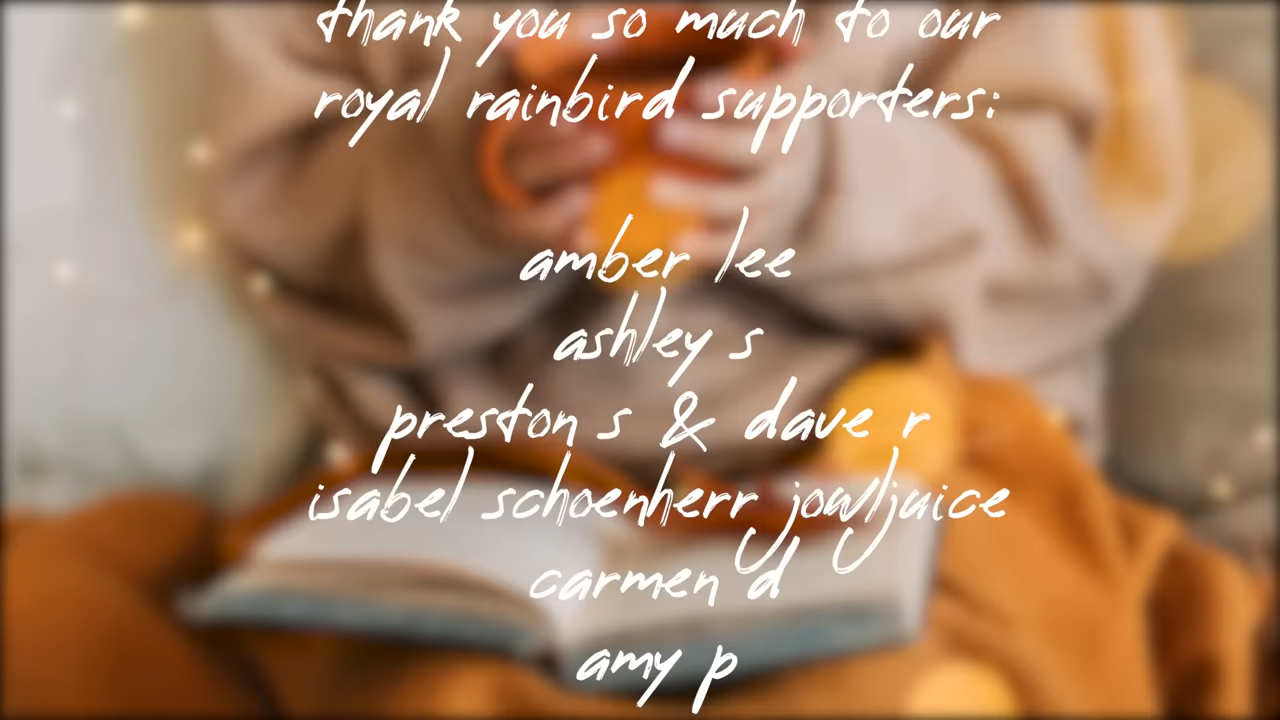 thank you so much to our
royal rainbird supporters:
amber lee
ashley s
preston s & dave r
isabel schoenherr jowljuice
carmen d
amy p